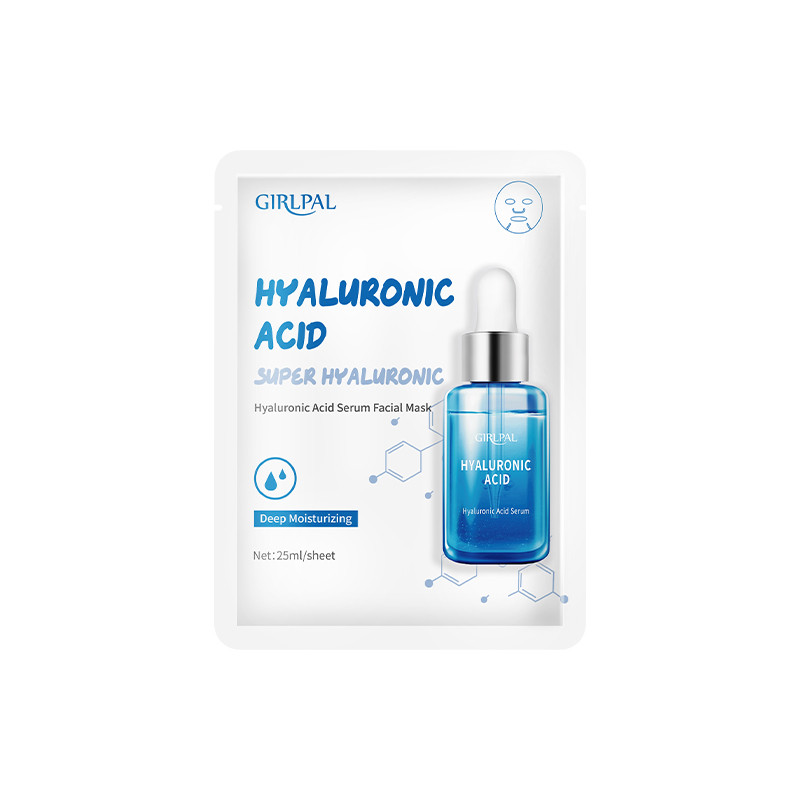 GIRLPAL
HYALURONIC
ACID
SUPER HYALURONIC
Hyaluronic Acid Serum Facial Mask
Deep Moisturizing
Net:25ml/sheet
GIRLPAL
HYALURONIC
ACID
Hyaluronic Acid Serum